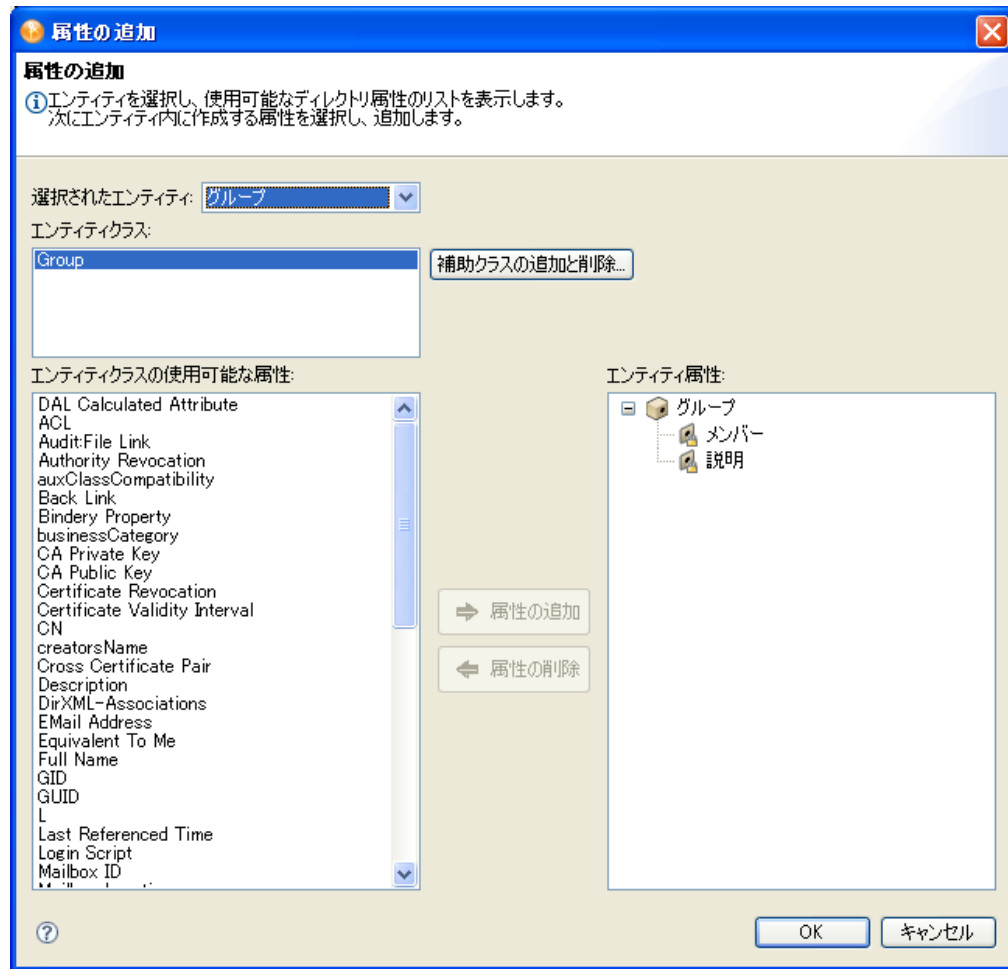 属性の追加
属性の追加
エンティティを選択し、使用可能なディレクトリ属性のリストを表示します。
次にエンティティ内に作成する属性を選択し、追加します。
選択されたエンティティ: グループ
エンティティクラス:
Group
補助クラスの追加と削除...
エンティティクラスの使用可能な属性:
エンティティ属性:
DAL Calculated Attribute
ACL
Audit:File Link
Authority Revocation
auxClassCompatibility
Back Link
Bindery Property
businessCategory
CA Private Key
CA Public Key
Certificate Revocation
Certificate Validity Interval
CN
creatorsName
Cross Certificate Pair
Description
DirXML-Associations
EMail Address
Equivalent To Me
Full Name
GID
GUID
L
Last Referenced Time
Login Script
Mailbox ID
属性の追加
属性の削除
グループ
メンバー
説明
OK
キャンセル